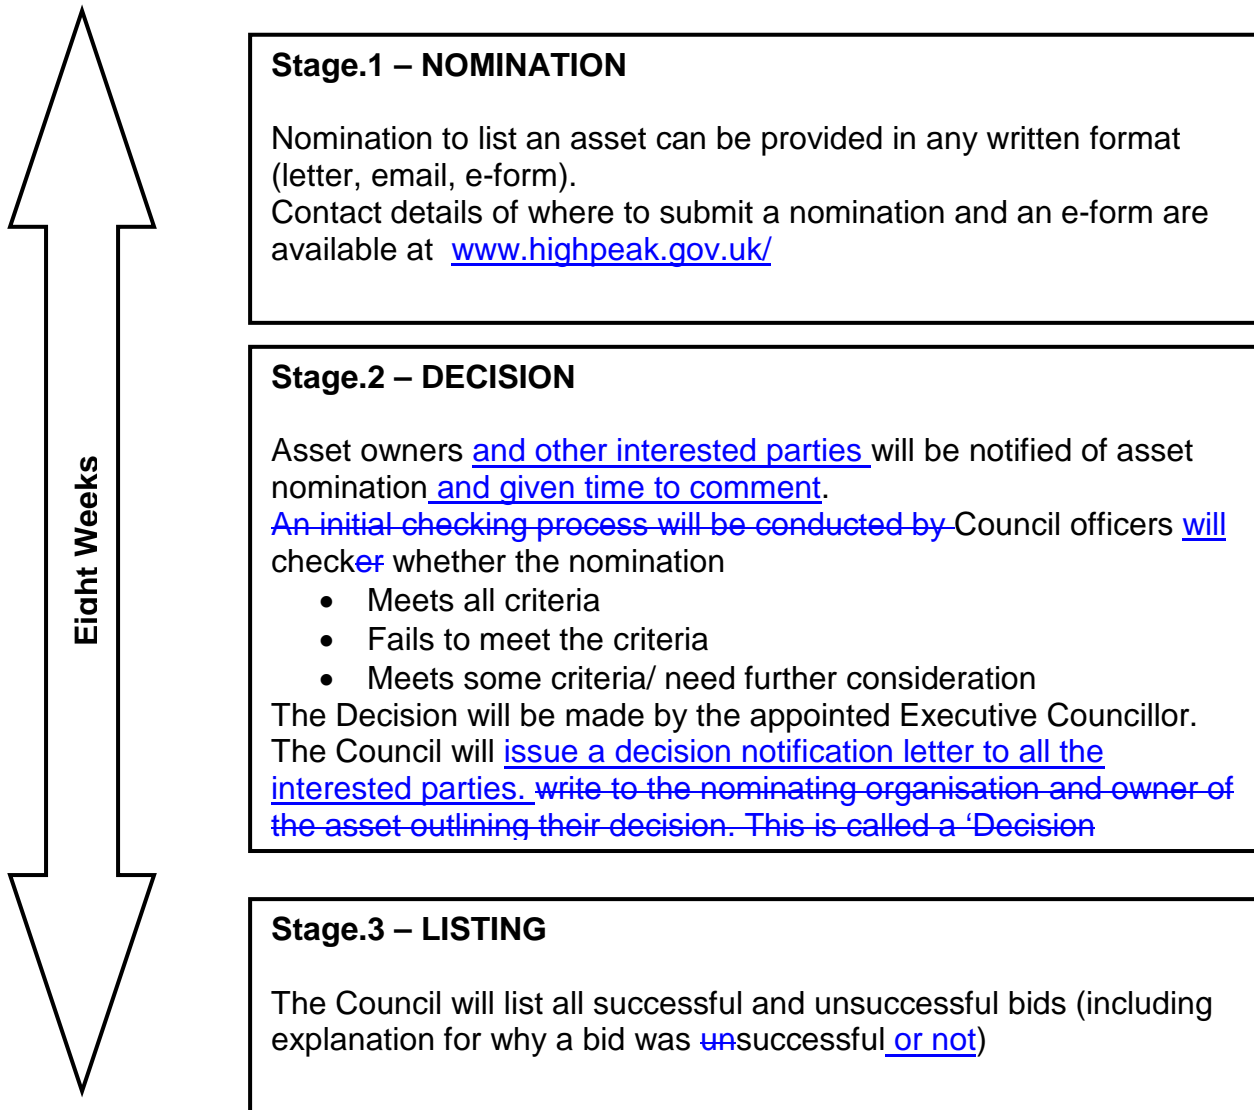 Stage.1 – NOMINATION
Nomination to list an asset can be provided in any written format
(letter, email, e-form).
Contact details of where to submit a nomination and an e-form are
available at www.highpeak.gov.uk/
Eight Weeks
Stage.2 – DECISION
Asset owners and other interested parties will be notified of asset
nomination and given time to comment.
An initial checking process will be conducted by Council officers will
checker whether the nomination
• Meets all criteria
• Fails to meet the criteria
• Meets some criteria/ need further consideration
The Decision will be made by the appointed Executive Councillor.
The Council will issue a decision notification letter to all the
interested parties. write to the nominating organisation and owner of
the asset outlining their decision. This is called a ‘Decision
Stage.3 – LISTING
The Council will list all successful and unsuccessful bids (including
explanation for why a bid was unsuccessful or not)